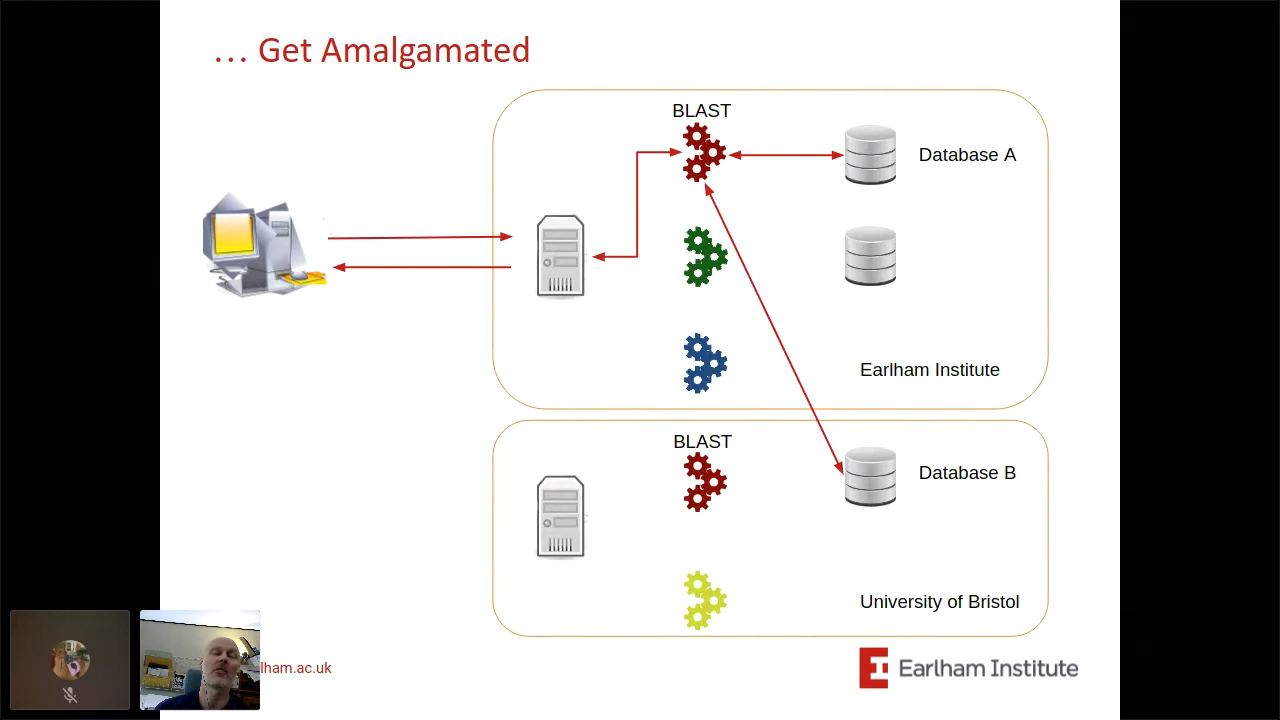 ... Get Amalgamated
BLAST
Database A
Earlham Institute
BLAST
Database B
University of Bristol
lham.ac.uk
Earlham Institute